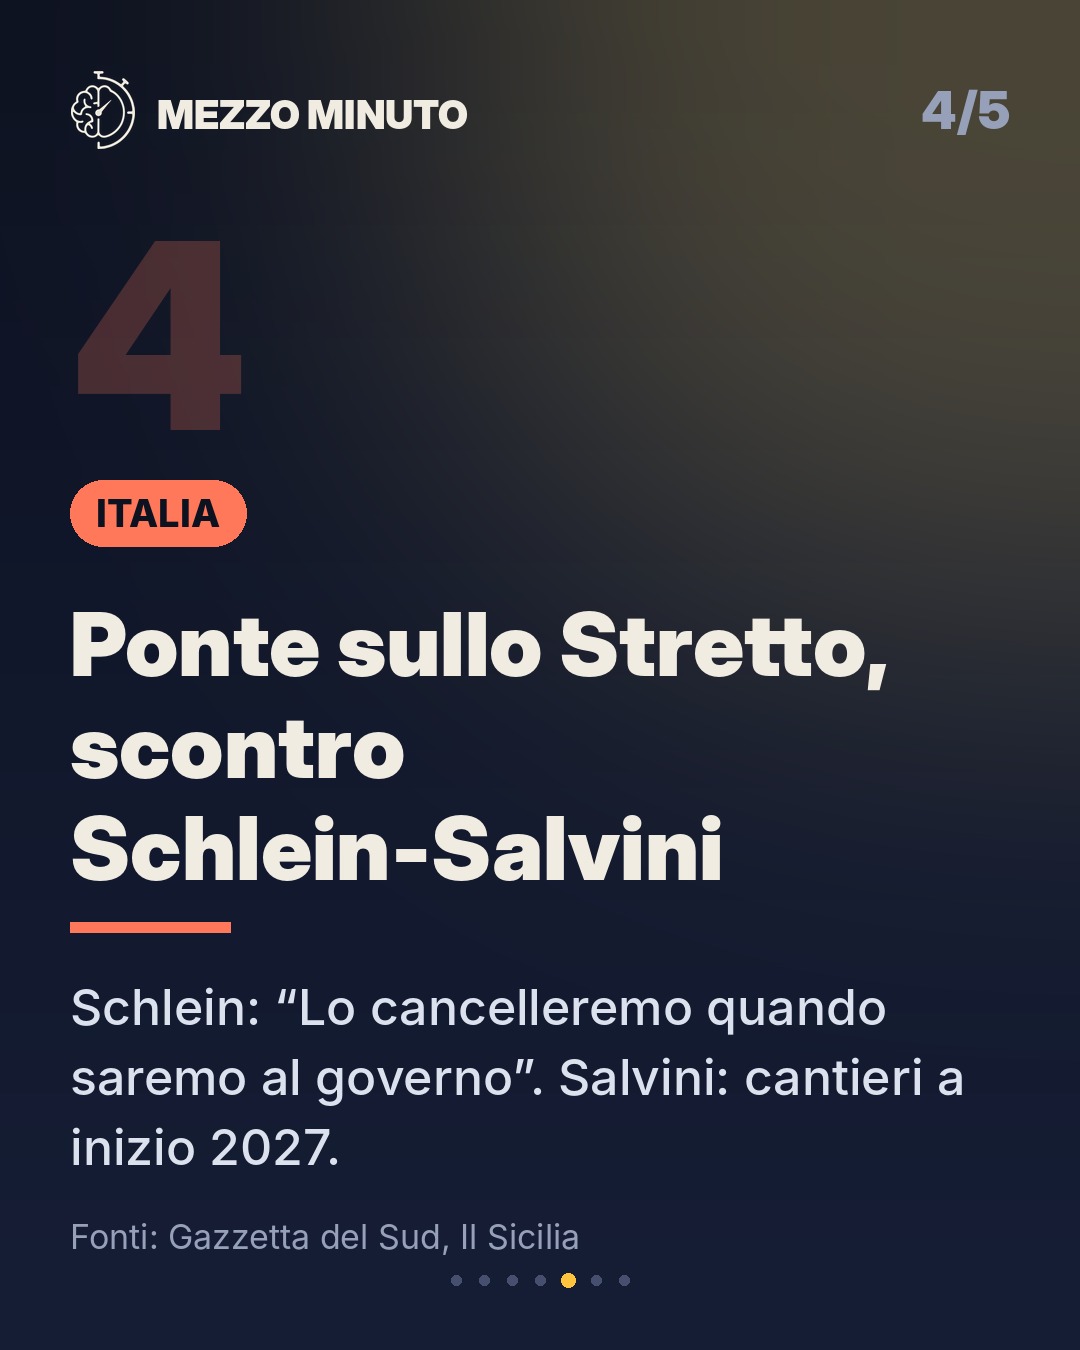 MEZZO MINUTO
4/5
4
ITALIA
Ponte sullo Stretto,
scontro
Schlein-Salvini
Schlein: “Lo cancelleremo quando
saremo al governo”. Salvini: cantieri a
inizio 2027.
Fonti: Gazzetta del Sud, Il Sicilia